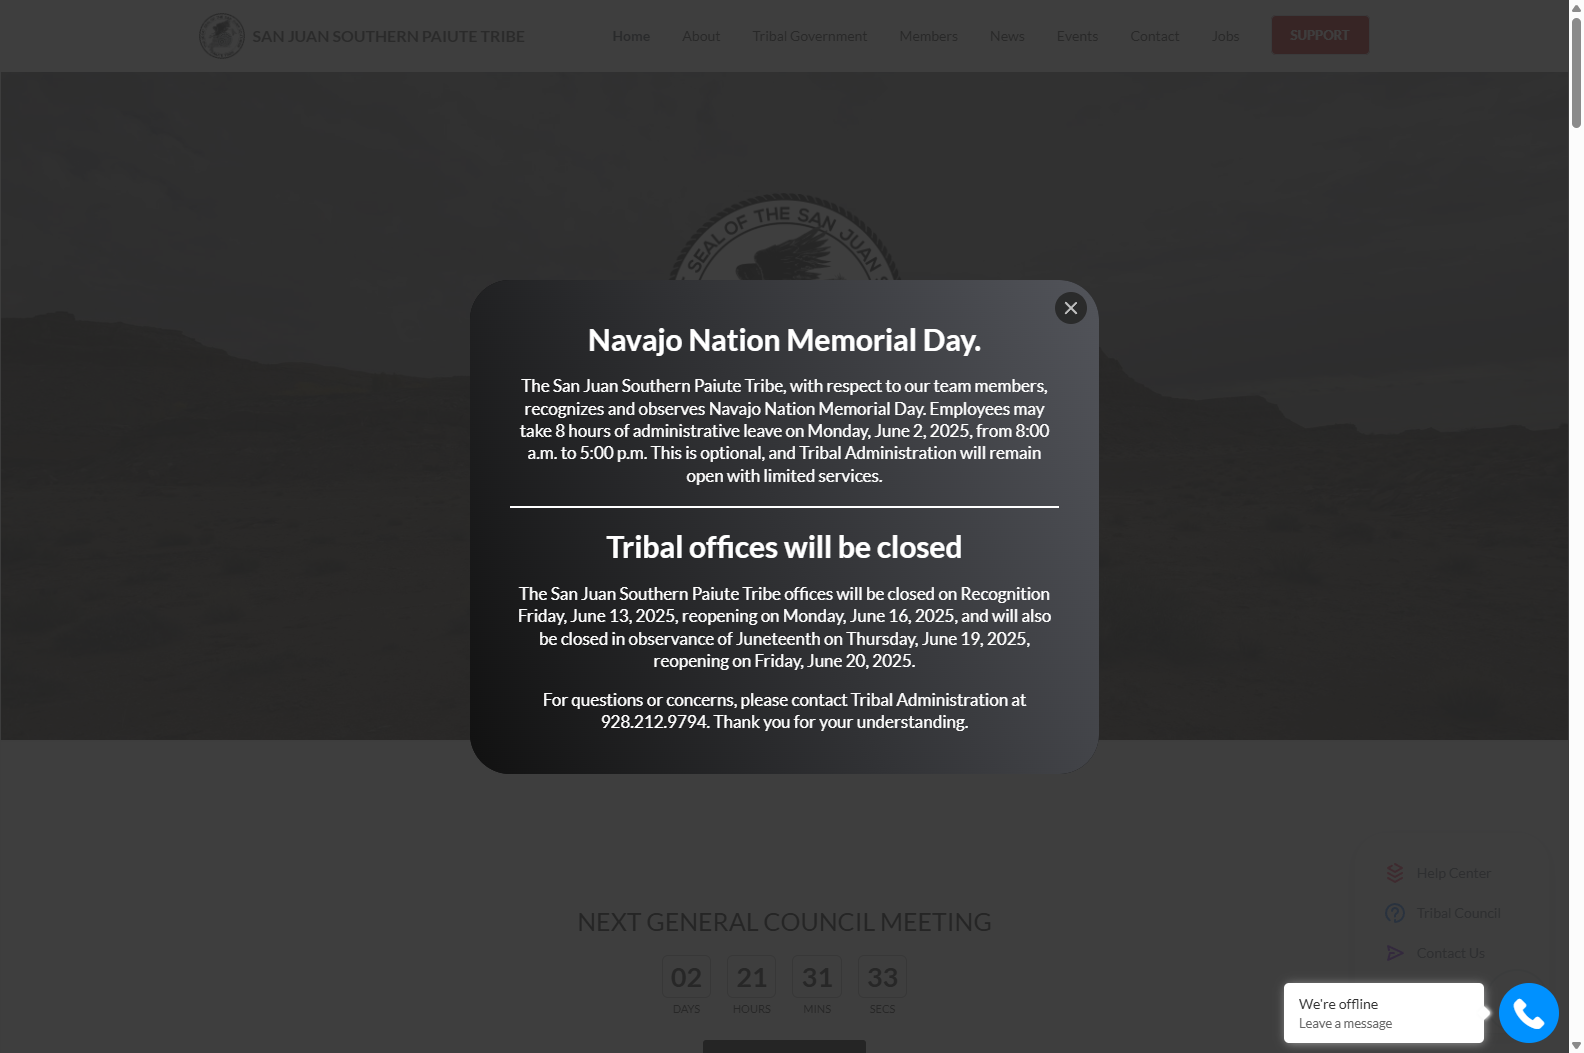 SAN JUAN SOUTHERN PAIUTE TRIBE
Home About Tribal Government Members News Events Contact Jobs SUPPORT
SEAL OF THE SAN JUAN
Navajo Nation Memorial Day.
The San Juan Southern Paiute Tribe, with respect to our team members,
recognizes and observes Navajo Nation Memorial Day. Employees may
take 8 hours of administrative leave on Monday, June 2, 2025, from 8:00
a.m. to 5:00 p.m. This is optional, and Tribal Administration will remain
open with limited services.
Tribal offices will be closed
The San Juan Southern Paiute Tribe offices will be closed on Recognition
Friday, June 13, 2025, reopening on Monday, June 16, 2025, and will also
be closed in observance of Juneteenth on Thursday, June 19, 2025,
reopening on Friday, June 20, 2025.
For questions or concerns, please contact Tribal Administration at
928.212.9794. Thank you for your understanding.
Help Center
Tribal Council
Contact Us
NEXT GENERAL COUNCIL MEETING
02 21 31 33
DAYS HOURS MINS SECS
We're offline
Leave a message